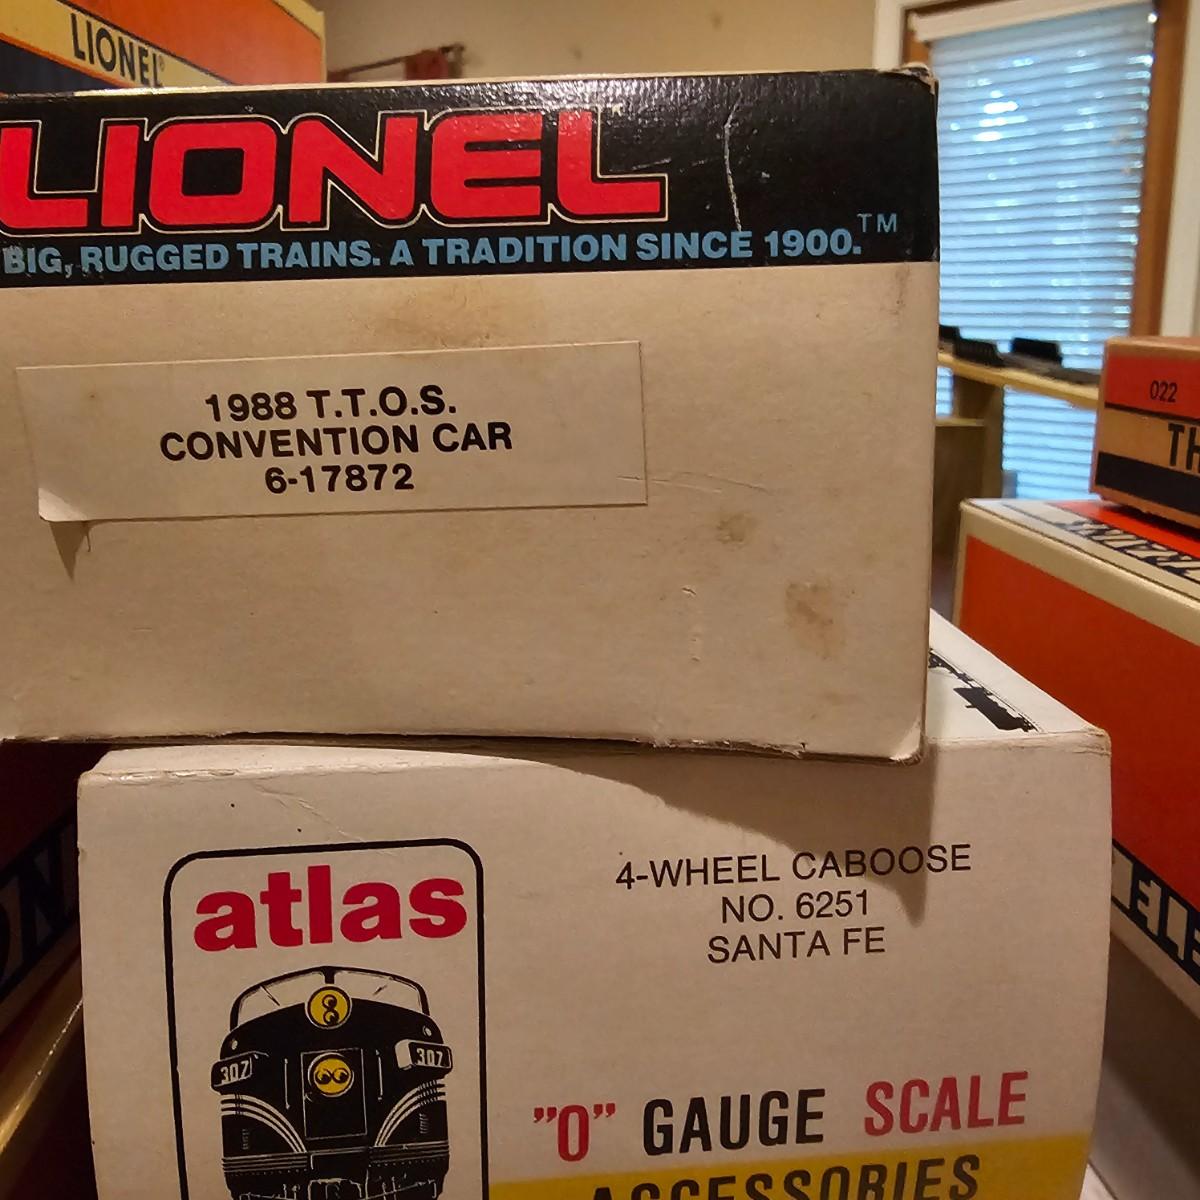 LIONEL
LIONEL
BIG, RUGGED TRAINS. A TRADITION SINCE 1900.™
1988 T.T.O.S.
CONVENTION CAR
6-17872
022
4-WHEEL CABOOSE
NO. 6251
SANTA FE
atlas
307
307
"O" GAUGE SCALE
ACCESSORIES